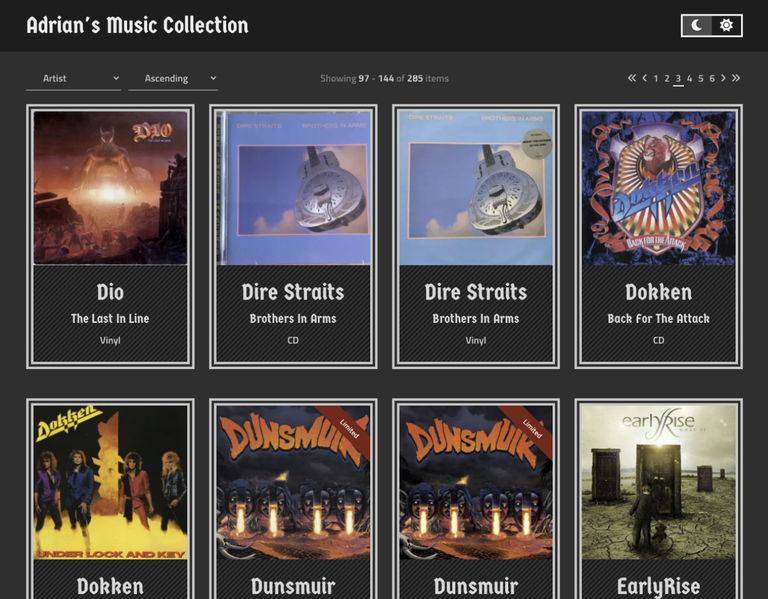 Adrian's Music Collection
Artist
Ascending
Showing 97 - 144 of 285 items
1 2 3 4 5 6
DIO
THE LAST IN LINE
DIRE STRAITS BROTHERS IN ARMS
DIRE STRAITS BROTHERS IN ARMS
Dokken
BACK FOR THE ATTACK
Dio
The Last In Line
Vinyl
Dire Straits
Brothers In Arms
CD
Dire Straits
Brothers In Arms
Vinyl
Dokken
Back For The Attack
CD
Dokken
UNDER LOCK AND KEY
DUNSMUIR
Limited
DUNSMUIR
Limited
earlyRise
Dokken
Dunsmuir
Dunsmuir
EarlyRise